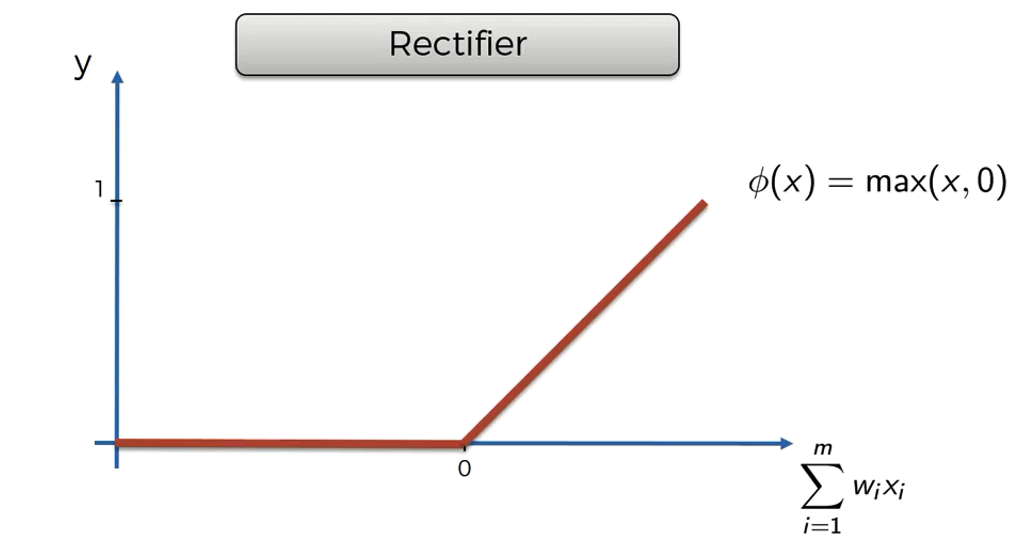 Rectifier
y
1
ϕ(x) = max(x, 0)
0
m
∑ wᵢxᵢ
i=1